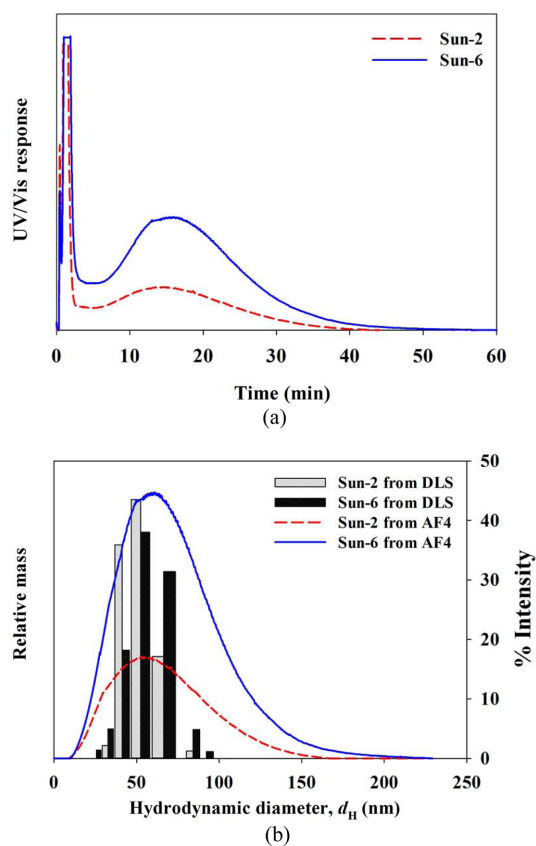 (a)
Sun-2
Sun-6
UV/Vis response
0 10 20 30 40 50 60
Time (min)
(a)
(b)
Sun-2 from DLS
Sun-6 from DLS
Sun-2 from AF4
Sun-6 from AF4
Relative mass
50
40
30
20
10
0
% Intensity
0 50 100 150 200 250
Hydrodynamic diameter, dH (nm)
(b)